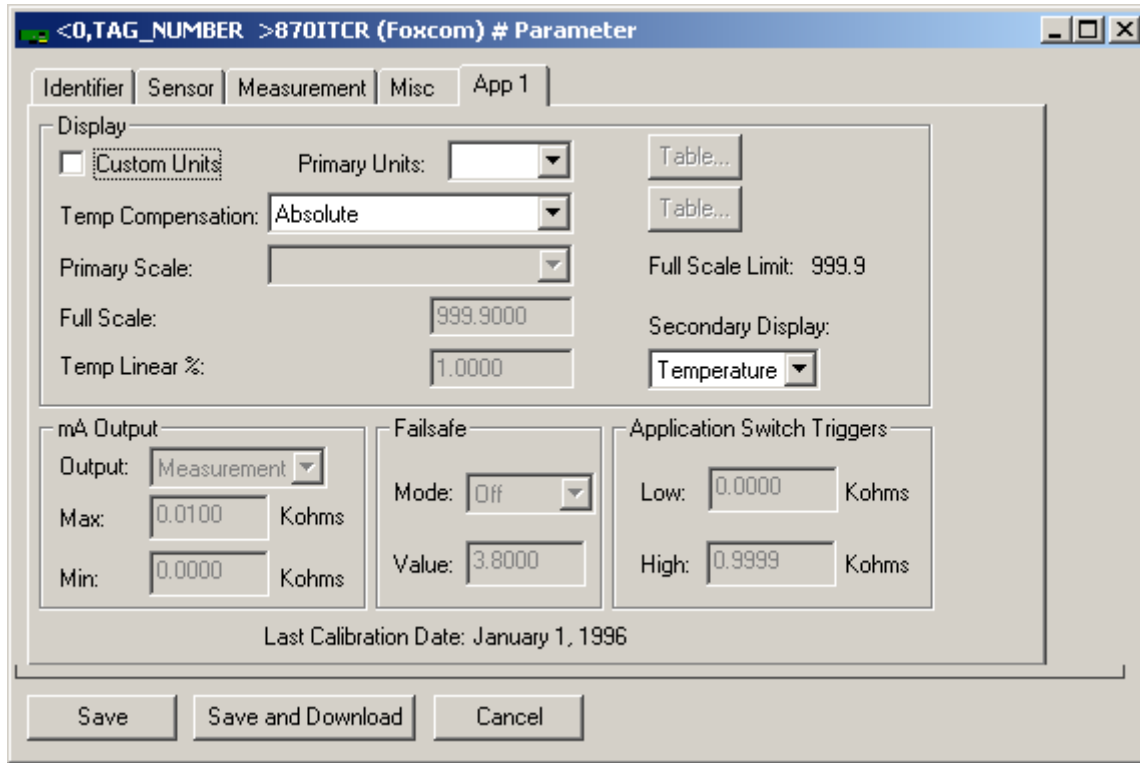 <0,TAG_NUMBER >870ITCR (Foxcom) # Parameter
Identifier Sensor Measurement Misc App 1
Display
Custom Units Primary Units: Table...
Temp Compensation: Absolute Table...
Primary Scale: Full Scale Limit: 999.9
Full Scale: 999.9000 Secondary Display:
Temp Linear %: 1.0000 Temperature
mA Output
Output: Measurement
Max: 0.0100 Kohms
Min: 0.0000 Kohms
Failsafe
Mode: Off
Value: 3.8000
Application Switch Triggers
Low: 0.0000 Kohms
High: 0.9999 Kohms
Last Calibration Date: January 1, 1996
Save Save and Download Cancel